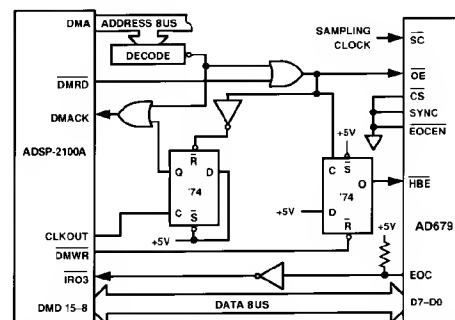 DMA
ADDRESS BUS
DECODE
DMRD
DMACK
ADSP-2100A
R
Q
D
'74
C
S
CLKOUT
+5V
DMWR
IRQ3
DMD 15–8
DATA BUS
SAMPLING
CLOCK
SC
OE
CS
SYNC
EOCEN
+5V
C
S
Q
'74
D
R
+5V
HBE
+5V
AD679
EOC
D7–D0